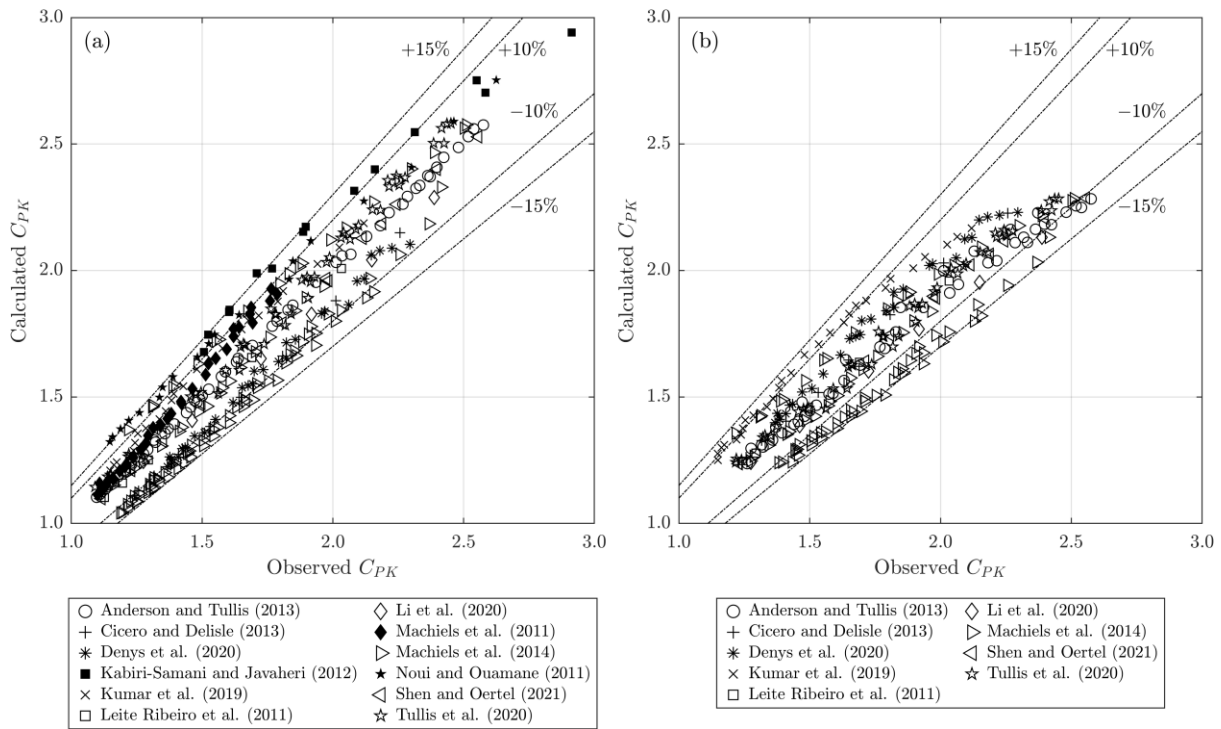 3.0
2.5
2.0
1.5
1.0
Calculated C_PK
(a)
+15%
+10%
−10%
−15%
1.0 1.5 2.0 2.5 3.0
Observed C_PK
Anderson and Tullis (2013)
Cicero and Delisle (2013)
Denys et al. (2020)
Kabiri-Samani and Javaheri (2012)
Kumar et al. (2019)
Leite Ribeiro et al. (2011)
Li et al. (2020)
Machiels et al. (2011)
Machiels et al. (2014)
Noui and Ouamane (2011)
Shen and Oertel (2021)
Tullis et al. (2020)
3.0
2.5
2.0
1.5
1.0
Calculated C_PK
(b)
+15%
+10%
−10%
−15%
1.0 1.5 2.0 2.5 3.0
Observed C_PK
Anderson and Tullis (2013)
Cicero and Delisle (2013)
Denys et al. (2020)
Kumar et al. (2019)
Leite Ribeiro et al. (2011)
Li et al. (2020)
Machiels et al. (2014)
Shen and Oertel (2021)
Tullis et al. (2020)